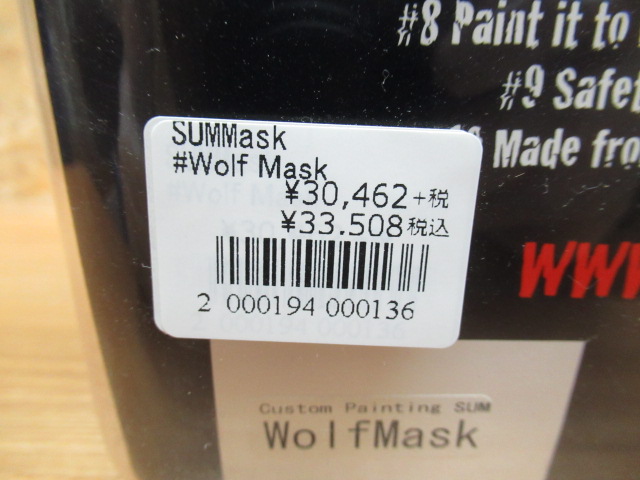 #8 Paint it to
#9 Safet
Made from
SUMMask
#Wolf Mask
¥30,462+税
¥33.508税込
2 000194 000136
WWW
Custom Painting SUM
WolfMask